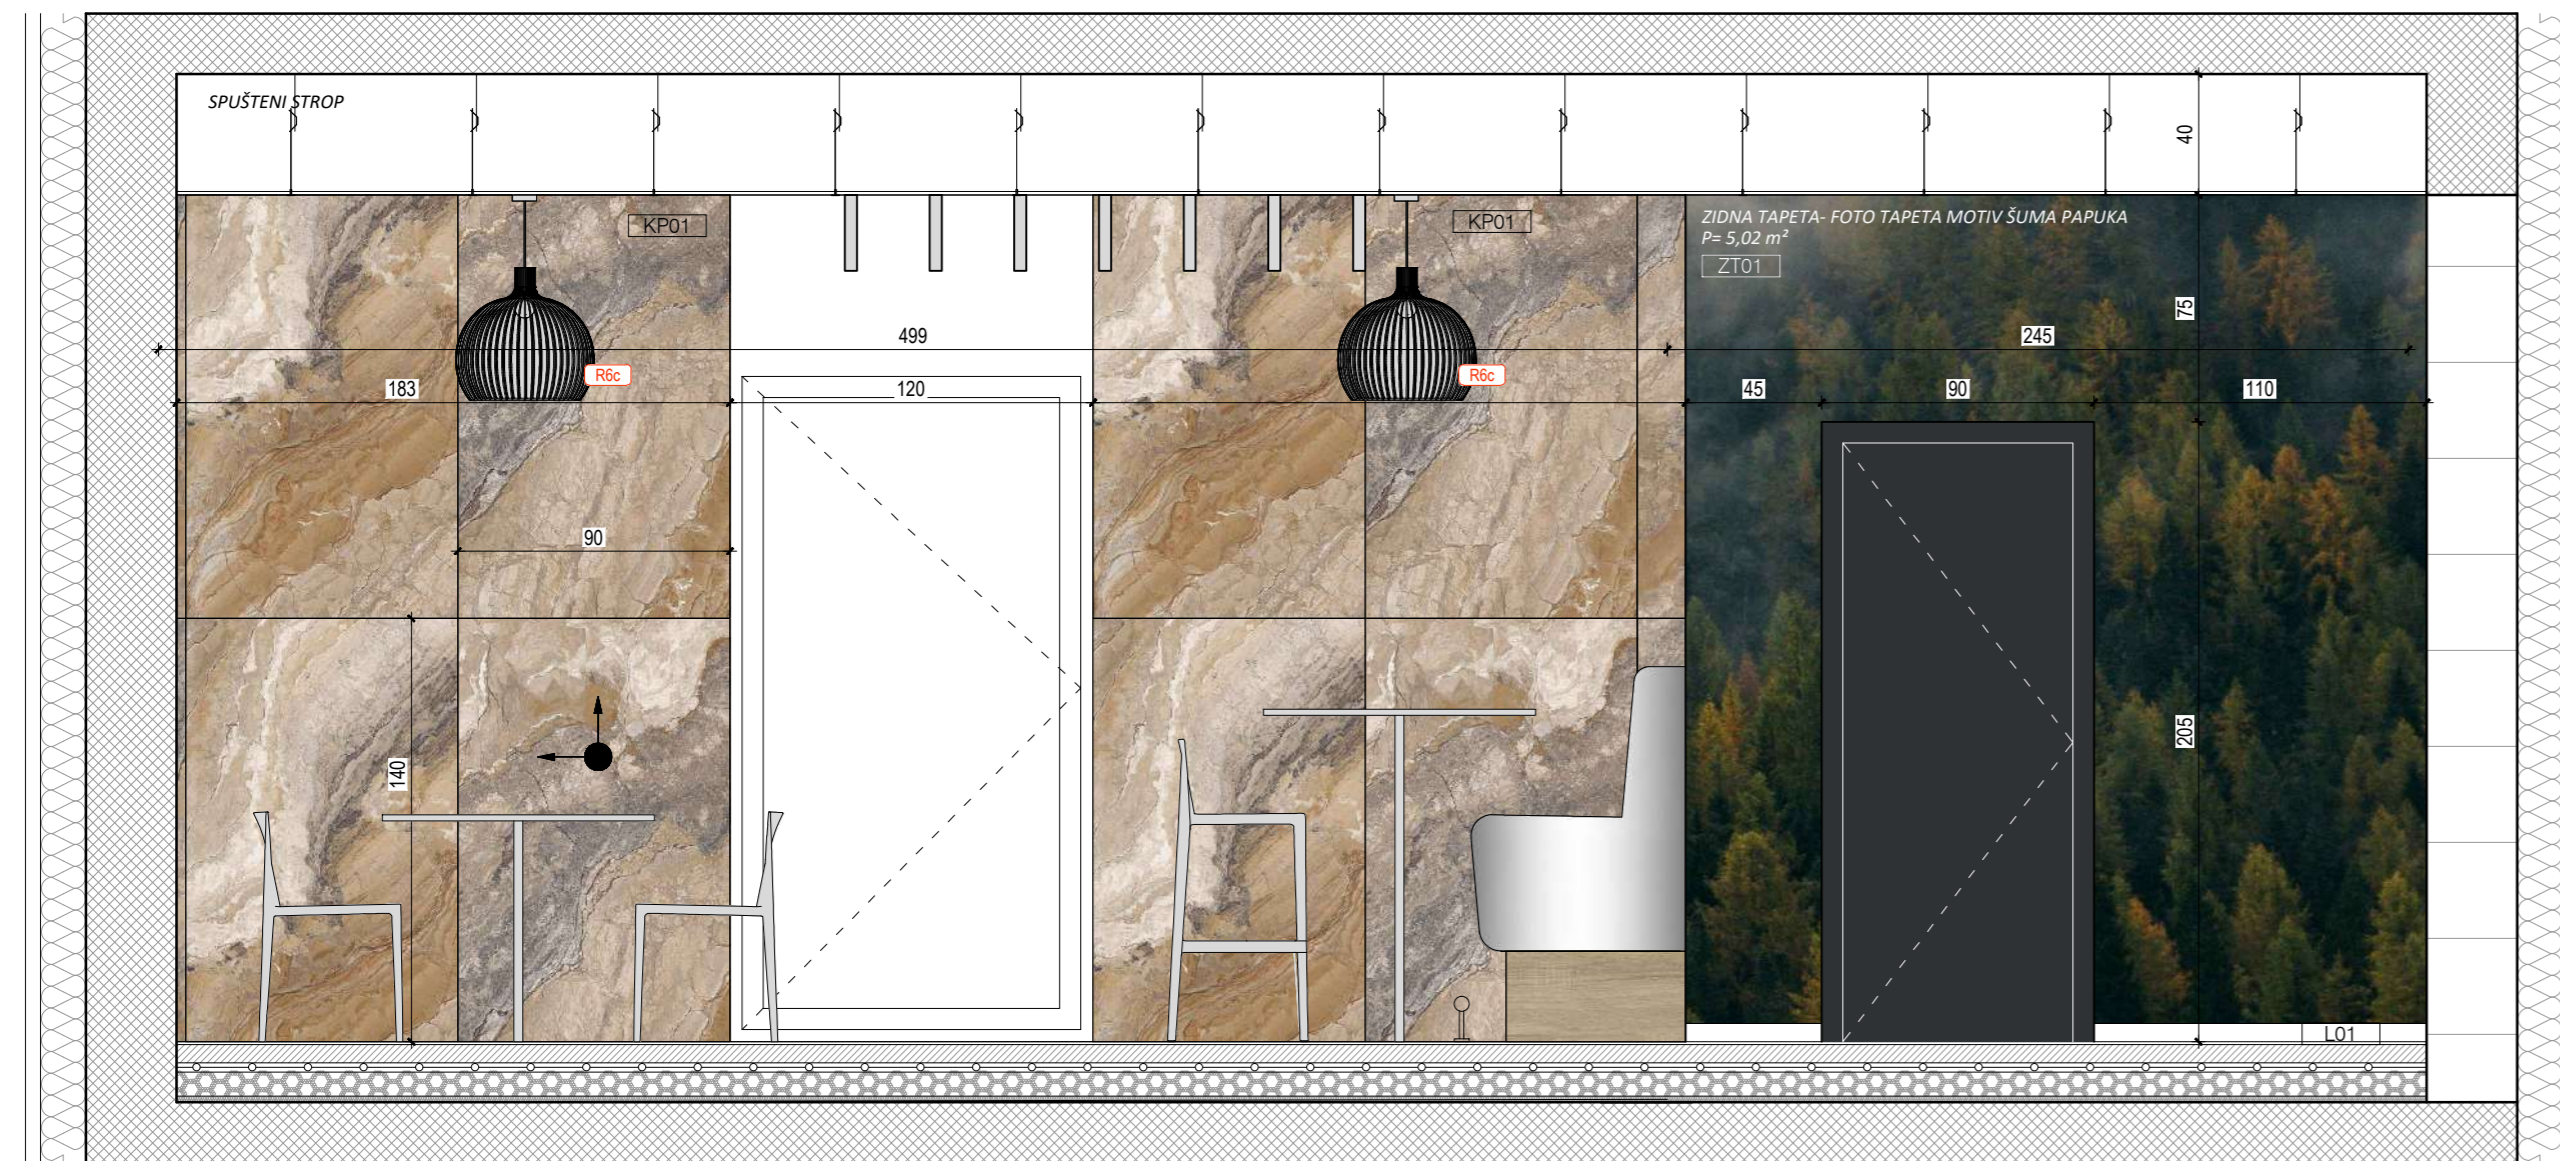 SPUŠTENI STROP
40
KP01
KP01
ZIDNA TAPETA- FOTO TAPETA MOTIV ŠUMA PAPUKA
P= 5,02 m²
ZT01
75
499
245
R6c
R6c
183
120
45
90
110
90
140
205
L01